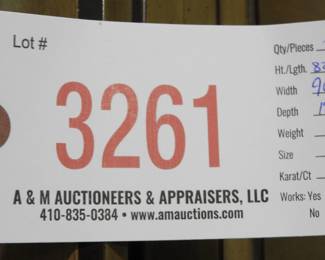 Lot #
3261
A & M AUCTIONEERS & APPRAISERS, LLC
410-835-0384 • www.amauctions.com
Qty/Pieces
Ht./Lgth.
Width
Depth
Weight
Size
Karat/Ct
Works: Yes
No